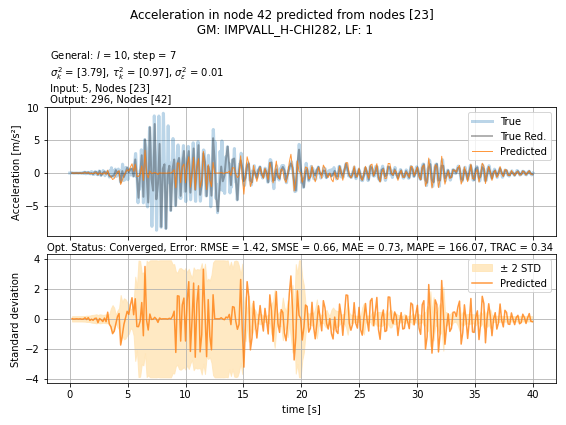 Acceleration in node 42 predicted from nodes [23]
GM: IMPVALL_H-CHI282, LF: 1
General: l = 10, step = 7
σ²ₖ = [3.79], τ²ₖ = [0.97], σ²ε = 0.01
Input: 5, Nodes [23]
Output: 296, Nodes [42]
Acceleration [m/s²]
10
5
0
−5
True
True Red.
Predicted
Opt. Status: Converged, Error: RMSE = 1.42, SMSE = 0.66, MAE = 0.73, MAPE = 166.07, TRAC = 0.34
Standard deviation
4
2
0
−2
−4
± 2 STD
Predicted
0 5 10 15 20 25 30 35 40
time [s]